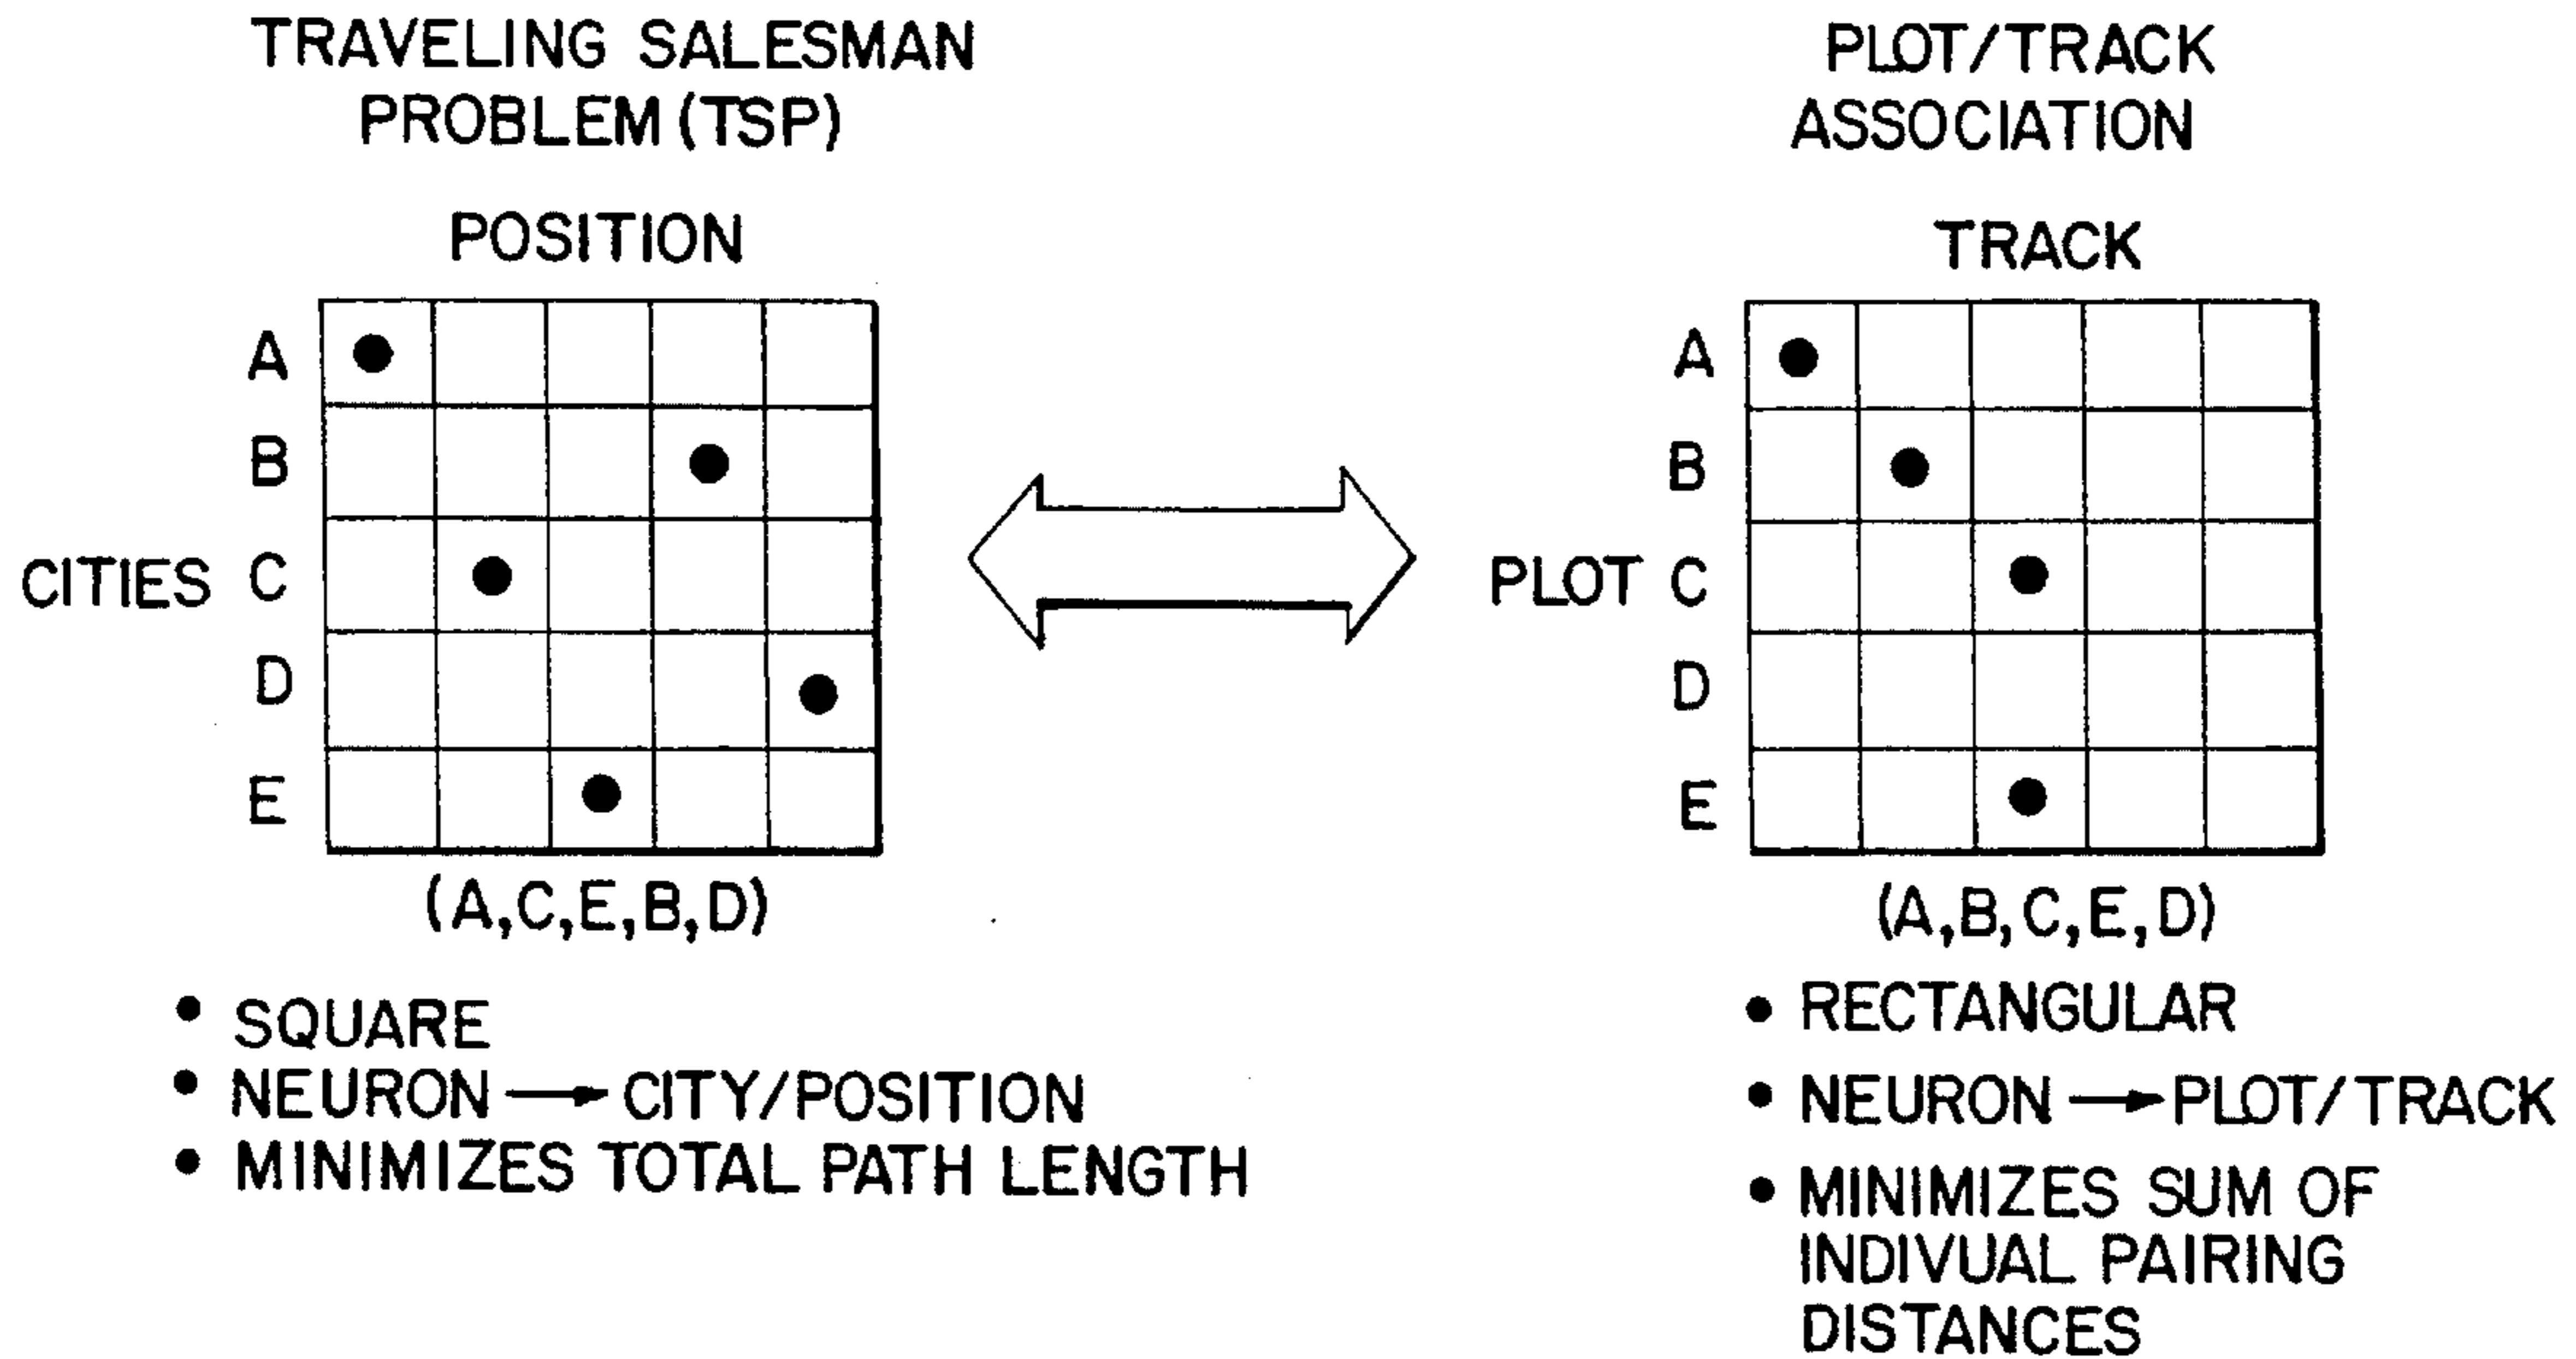 TRAVELING SALESMAN
PROBLEM (TSP)
POSITION
A
B
CITIES C
D
E
(A,C,E,B,D)
• SQUARE
• NEURON → CITY/POSITION
• MINIMIZES TOTAL PATH LENGTH
PLOT/TRACK
ASSOCIATION
TRACK
A
B
PLOT C
D
E
(A,B,C,E,D)
• RECTANGULAR
• NEURON → PLOT/TRACK
• MINIMIZES SUM OF
INDIVUAL PAIRING
DISTANCES